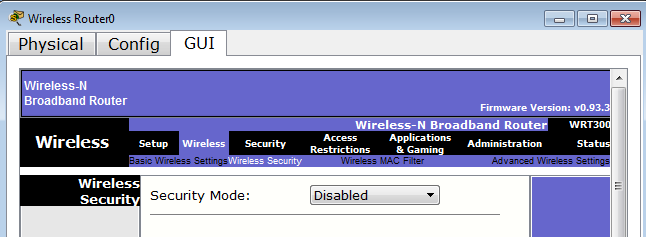 Wireless Router0
Physical Config GUI
Wireless-N
Broadband Router
Firmware Version: v0.93.3
Wireless-N Broadband Router WRT300
Wireless
Setup Wireless Security Access Restrictions Applications & Gaming Administration Status
Basic Wireless Settings Wireless Security Wireless MAC Filter Advanced Wireless Settings
Wireless
Security
Security Mode: Disabled